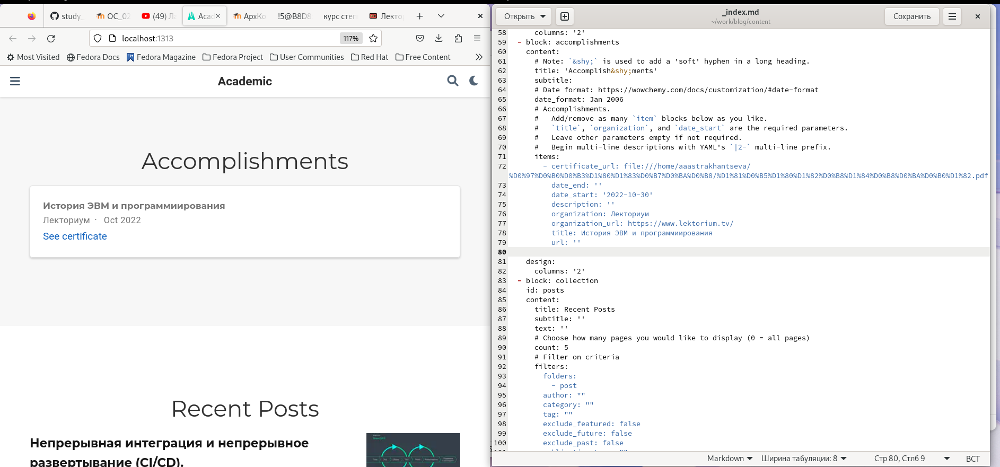 study_
ОС_02
(49) Ла
Acad
АрхКо
!5@B8D8
курс степ
Лектор
localhost:1313
117%
Most Visited
Fedora Docs
Fedora Magazine
Fedora Project
User Communities
Red Hat
Free Content
Academic
Accomplishments
История ЭВМ и программиирования
Лекториум · Oct 2022
See certificate
Recent Posts
Непрерывная интеграция и непрерывное
развертывание (CI/CD).
Открыть
_index.md
~/work/blog/content
Сохранить
58 columns: '2'
59 - block: accomplishments
60 content:
61 # Note: `&shy;` is used to add a 'soft' hyphen in a long heading.
62 title: 'Accomplish&shy;ments'
63 subtitle:
64 # Date format: https://wowchemy.com/docs/customization/#date-format
65 date_format: Jan 2006
66 # Accomplishments.
67 #   Add/remove as many `item` blocks below as you like.
68 #   `title`, `organization`, and `date_start` are the required parameters.
69 #   Leave other parameters empty if not required.
70 #   Begin multi-line descriptions with YAML's `|2-` multi-line prefix.
71 items:
72 - certificate_url: file:///home/aaastrakhantseva/
%D0%97%D0%B0%D0%B3%D1%80%D1%83%D0%B7%D0%BA%D0%B8/%D1%81%D0%B5%D1%80%D1%82%D0%B8%D1%84%D0%B8%D0%BA%D0%B0%D1%82.pdf
73 date_end: ''
74 date_start: '2022-10-30'
75 description: ''
76 organization: Лекториум
77 organization_url: https://www.lektorium.tv/
78 title: История ЭВМ и программиирования
79 url: ''
80
81 design:
82 columns: '2'
83 - block: collection
84 id: posts
85 content:
86 title: Recent Posts
87 subtitle: ''
88 text: ''
89 # Choose how many pages you would like to display (0 = all pages)
90 count: 5
91 # Filter on criteria
92 filters:
93 folders:
94 - post
95 author: ""
96 category: ""
97 tag: ""
98 exclude_featured: false
99 exclude_future: false
100 exclude_past: false
Markdown
Ширина табуляции: 8
Стр 80, Стлб 9
ВСТ